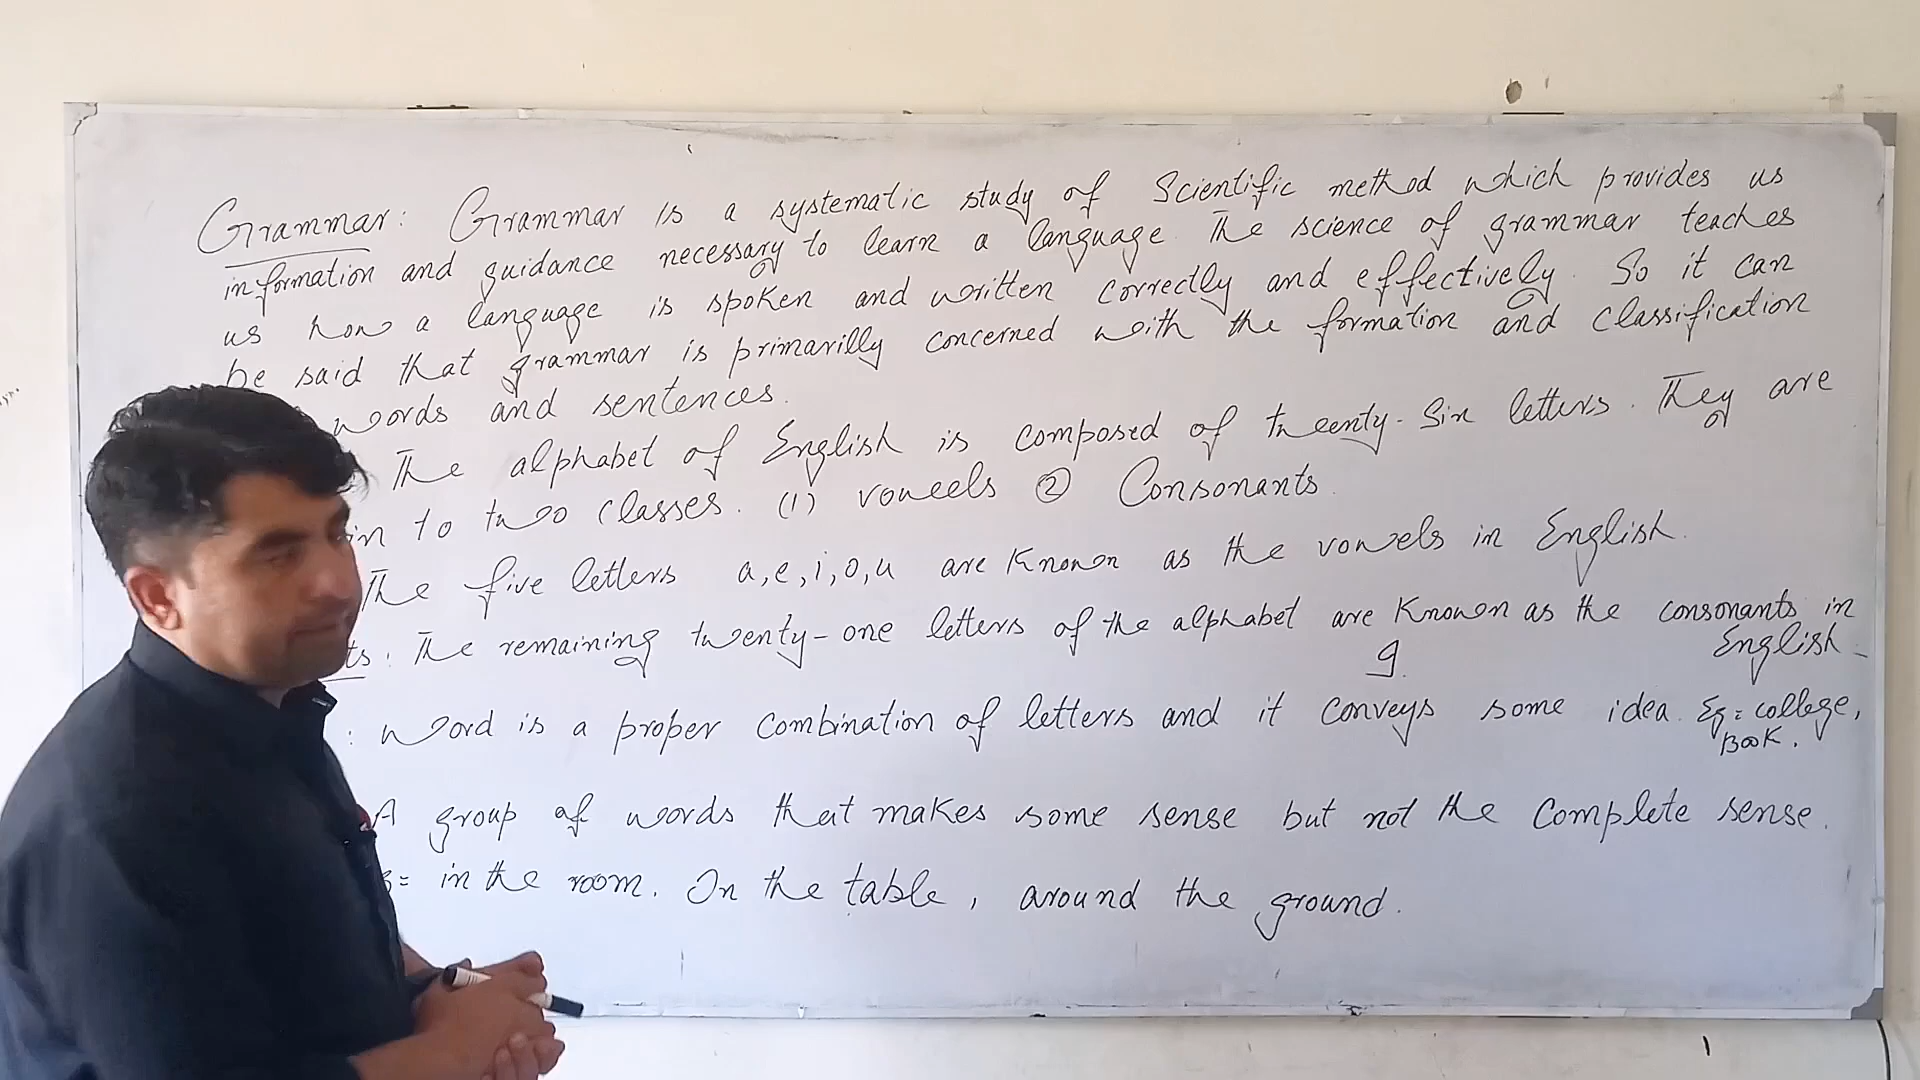 Grammar: Grammar is a systematic study of Scientific method which provides us
information and guidance necessary to learn a language. The science of grammar teaches
us how a language is spoken and written correctly and effectively. So it can
be said that grammar is primarilly concerned with the formation and classification
words and sentences.
The alphabet of English is composed of twenty-Six letters. They are
in to two classes. (1) vowels ② Consonants.
The five letters a, e, i, o, u are known as the vowels in English.
ts: The remaining twenty-one letters of the alphabet are known as the consonants in
English.
g
: Word is a proper combination of letters and it conveys some idea. Eg = college,
Book.
A group of words that makes some sense but not the complete sense.
= in the room. On the table, around the ground.